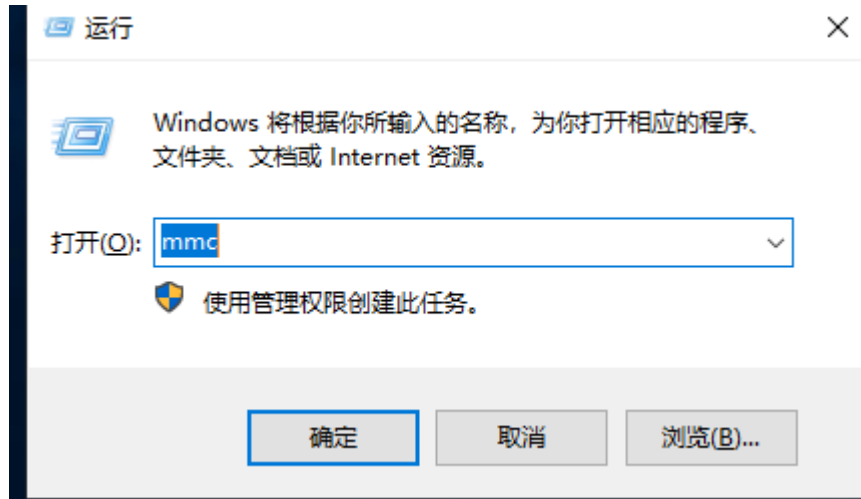 运行
Windows 将根据你所输入的名称，为你打开相应的程序、
文件夹、文档或 Internet 资源。
打开(O): mmc
使用管理权限创建此任务。
确定 取消 浏览(B)...